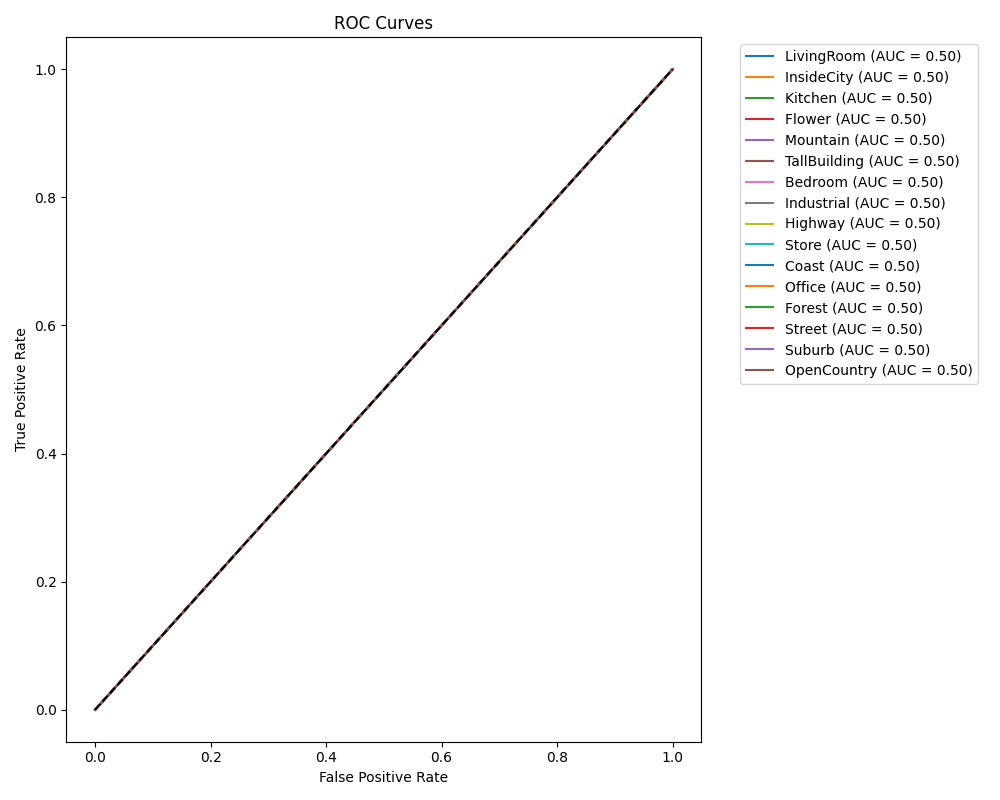 ROC Curves
True Positive Rate
1.0
0.8
0.6
0.4
0.2
0.0
0.0 0.2 0.4 0.6 0.8 1.0
False Positive Rate
LivingRoom (AUC = 0.50)
InsideCity (AUC = 0.50)
Kitchen (AUC = 0.50)
Flower (AUC = 0.50)
Mountain (AUC = 0.50)
TallBuilding (AUC = 0.50)
Bedroom (AUC = 0.50)
Industrial (AUC = 0.50)
Highway (AUC = 0.50)
Store (AUC = 0.50)
Coast (AUC = 0.50)
Office (AUC = 0.50)
Forest (AUC = 0.50)
Street (AUC = 0.50)
Suburb (AUC = 0.50)
OpenCountry (AUC = 0.50)